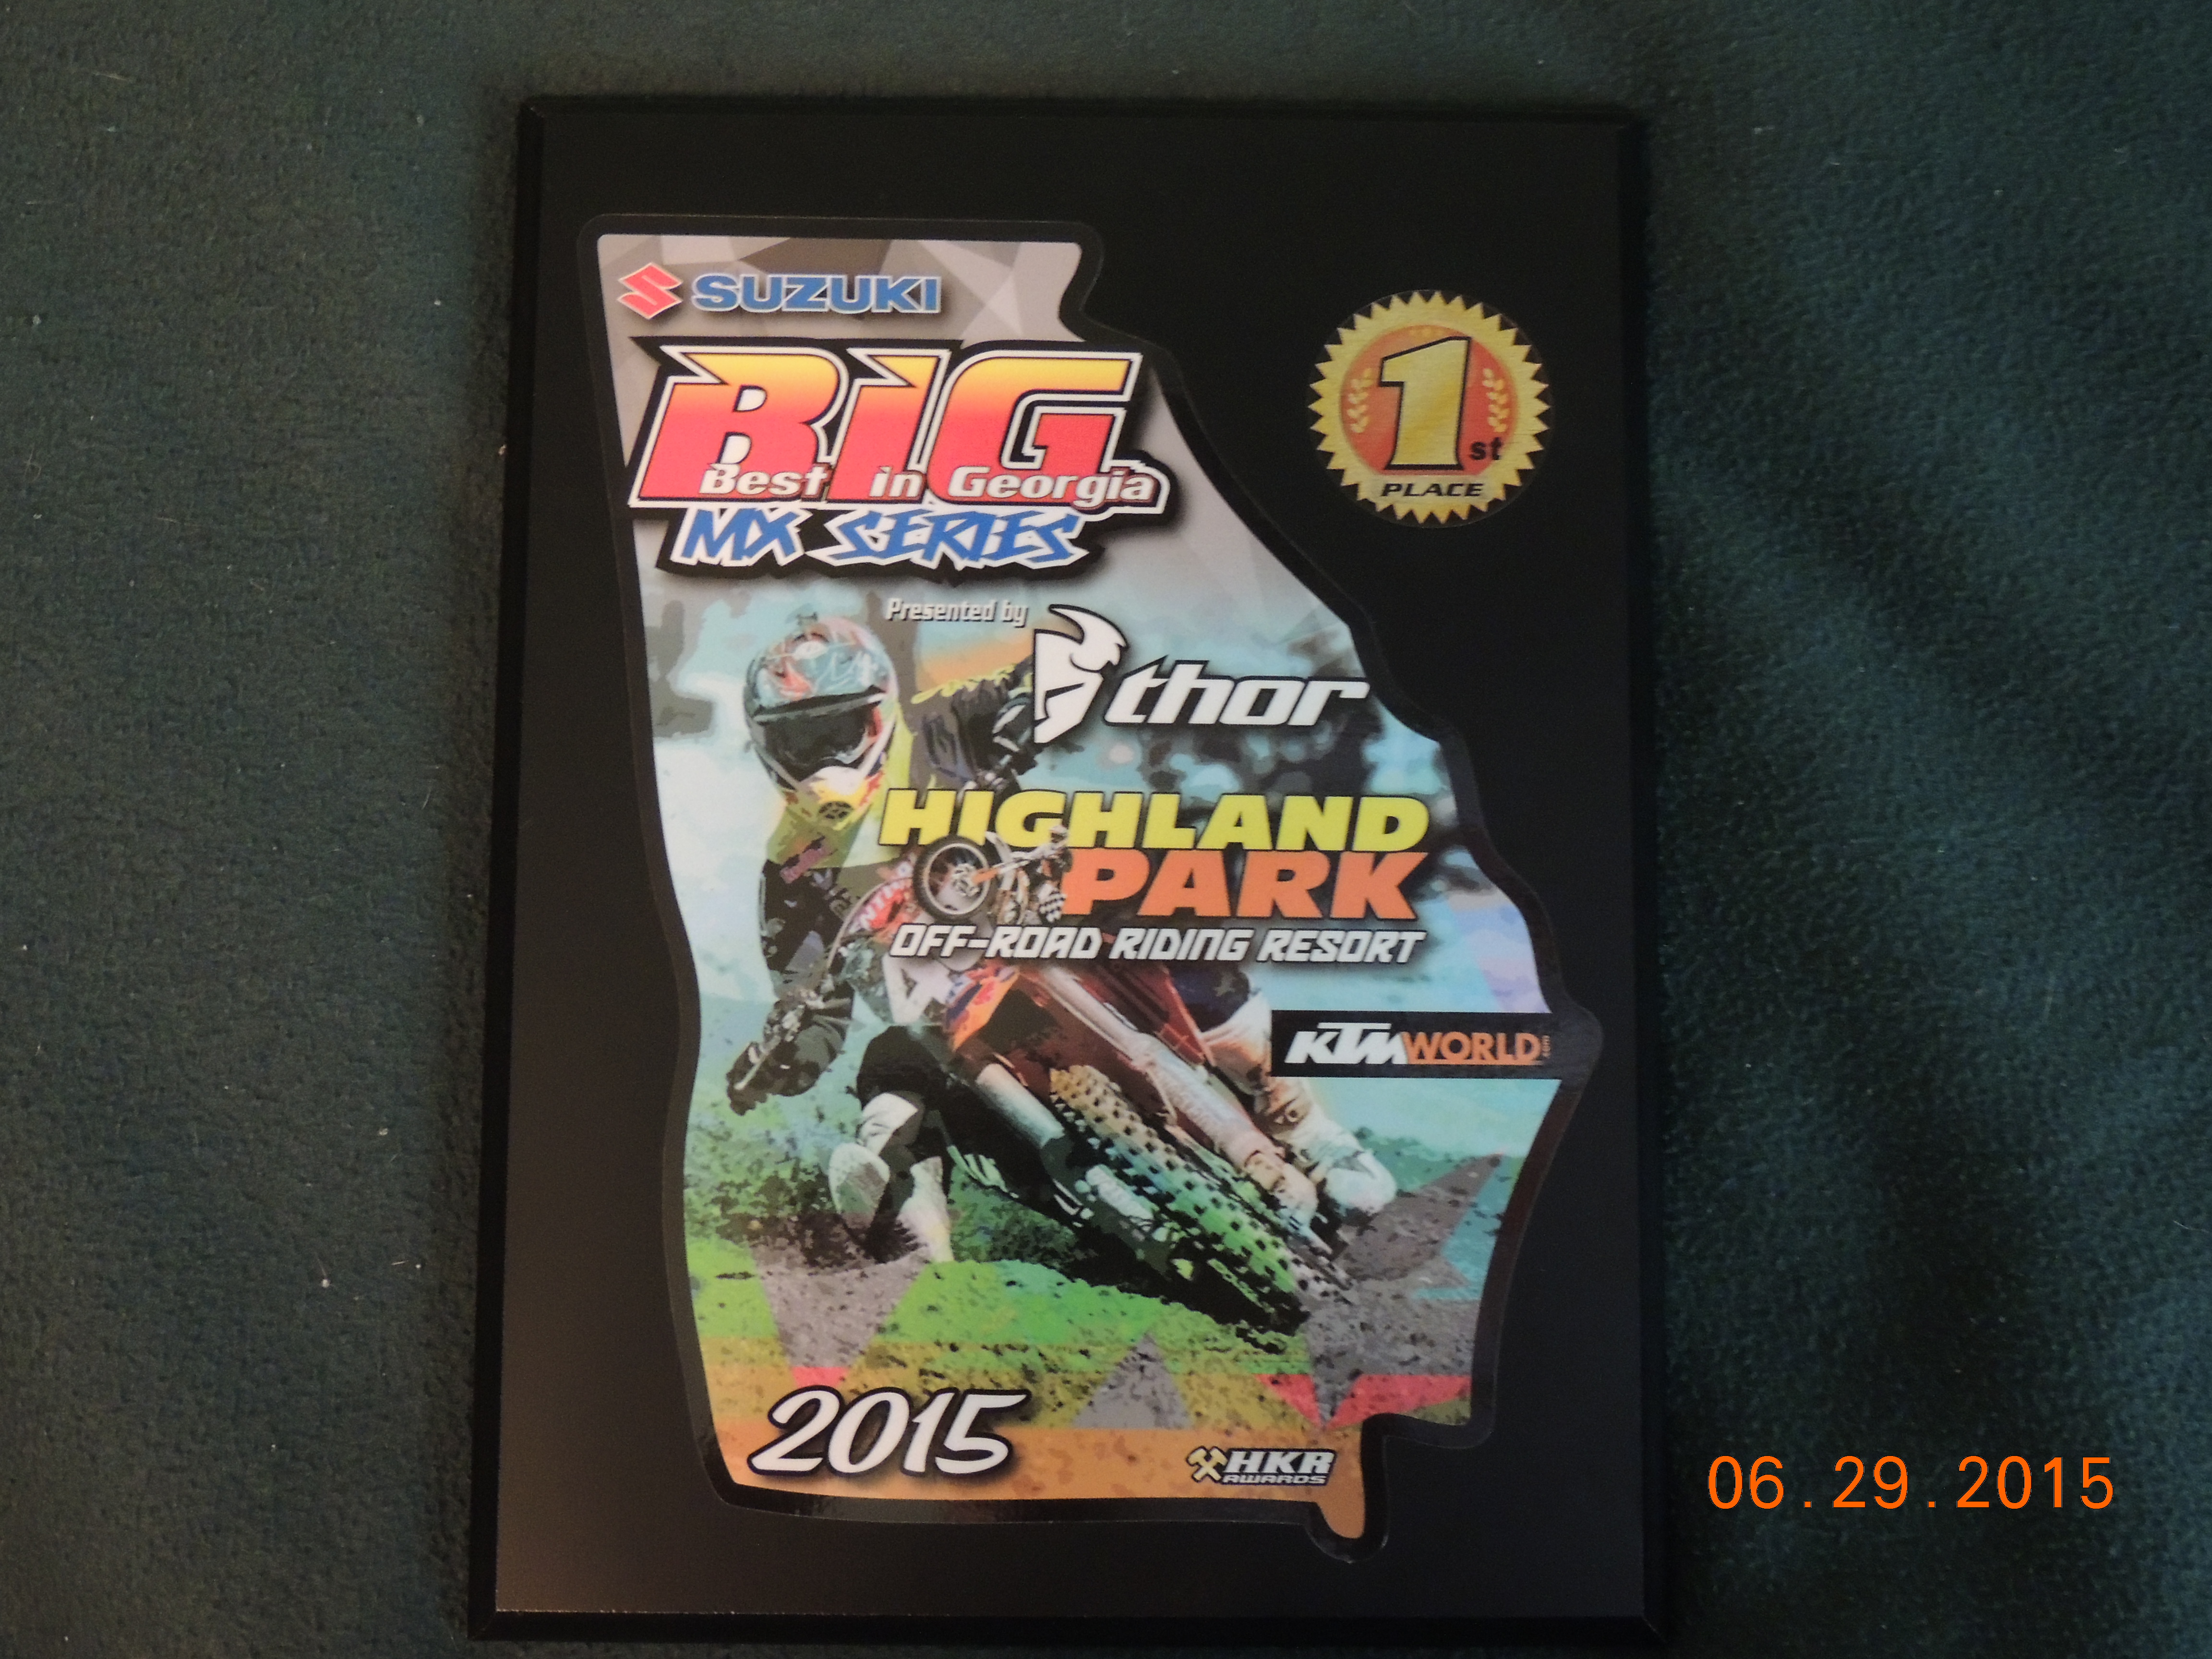 SUZUKI
BIG
Best in Georgia
MX SERIES
1st
PLACE
Presented by
thor
HIGHLAND
PARK
OFF-ROAD RIDING RESORT
KTMWORLD.com
2015
HKR
AWARDS
06.29.2015